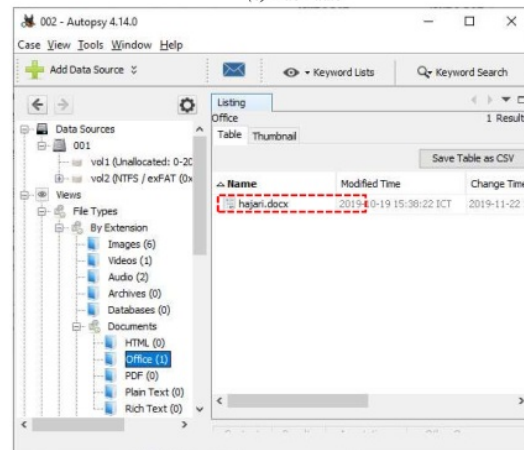 002 - Autopsy 4.14.0
Case View Tools Window Help
Add Data Source
Keyword Lists
Keyword Search
Listing
Office
1 Result
Table Thumbnail
Save Table as CSV
Name Modified Time Change Time
hajari.docx 2019-10-19 15:38:22 ICT 2019-11-22
Data Sources
001
vol1 (Unallocated: 0-20
vol2 (NTFS / exFAT (0x
Views
File Types
By Extension
Images (6)
Videos (1)
Audio (2)
Archives (0)
Databases (0)
Documents
HTML (0)
Office (1)
PDF (0)
Plain Text (0)
Rich Text (0)